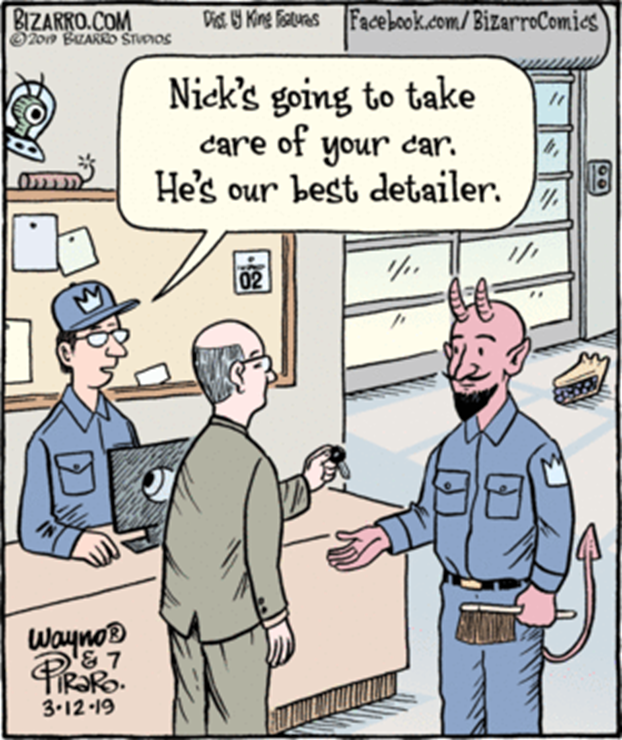 BIZARRO.COM
©2019 BIZARRO STUDIOS
Dist. by King Features
Facebook.com/BizarroComics
Nick's going to take
care of your car.
He's our best detailer.
02
Wayno®
& 7
PiRaRo.
3·12·19